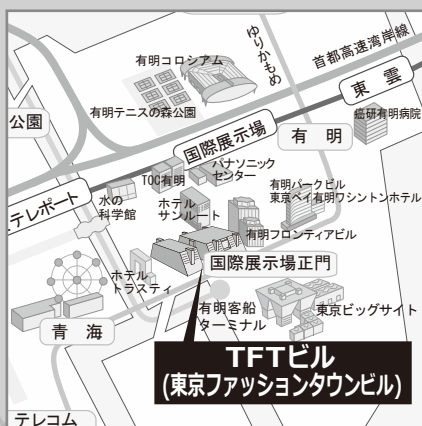 ゆりかもめ
首都高速湾岸線
有明コロシアム
東雲
有明テニスの森公園
公園
国際展示場
有明
癌研有明病院
パナソニック
センター
TOC有明
テレポート
水の
科学館
ホテル
サンルート
有明パークビル
東京ベイ有明ワシントンホテル
有明フロンティアビル
国際展示場正門
ホテル
トラスティ
有明客船
ターミナル
東京ビッグサイト
青海
TFTビル
(東京ファッションタウンビル)
テレコム